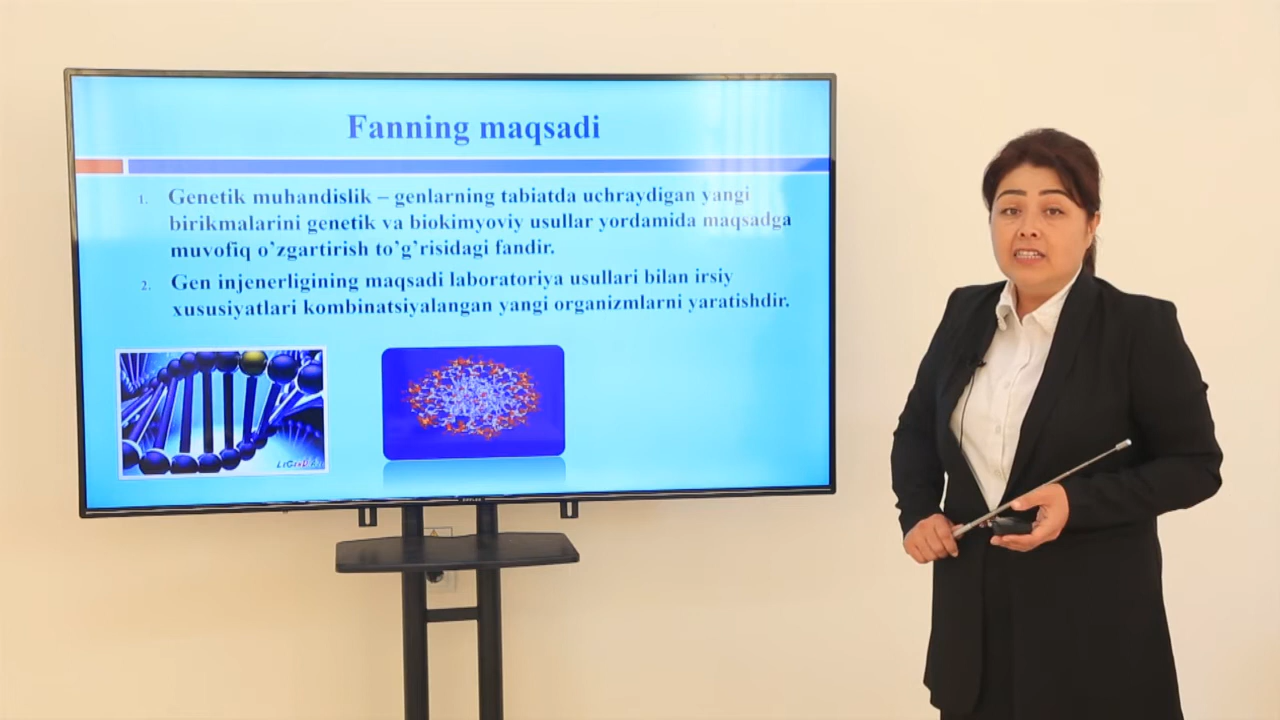 Fanning maqsadi
1. Genetik muhandislik – genlarning tabiatda uchraydigan yangi
birikmalarini genetik va biokimyoviy usullar yordamida maqsadga
muvofiq o’zgartirish to’g’risidagi fandir.
2. Gen injenerligining maqsadi laboratoriya usullari bilan irsiy
xususiyatlari kombinatsiyalangan yangi organizmlarni yaratishdir.